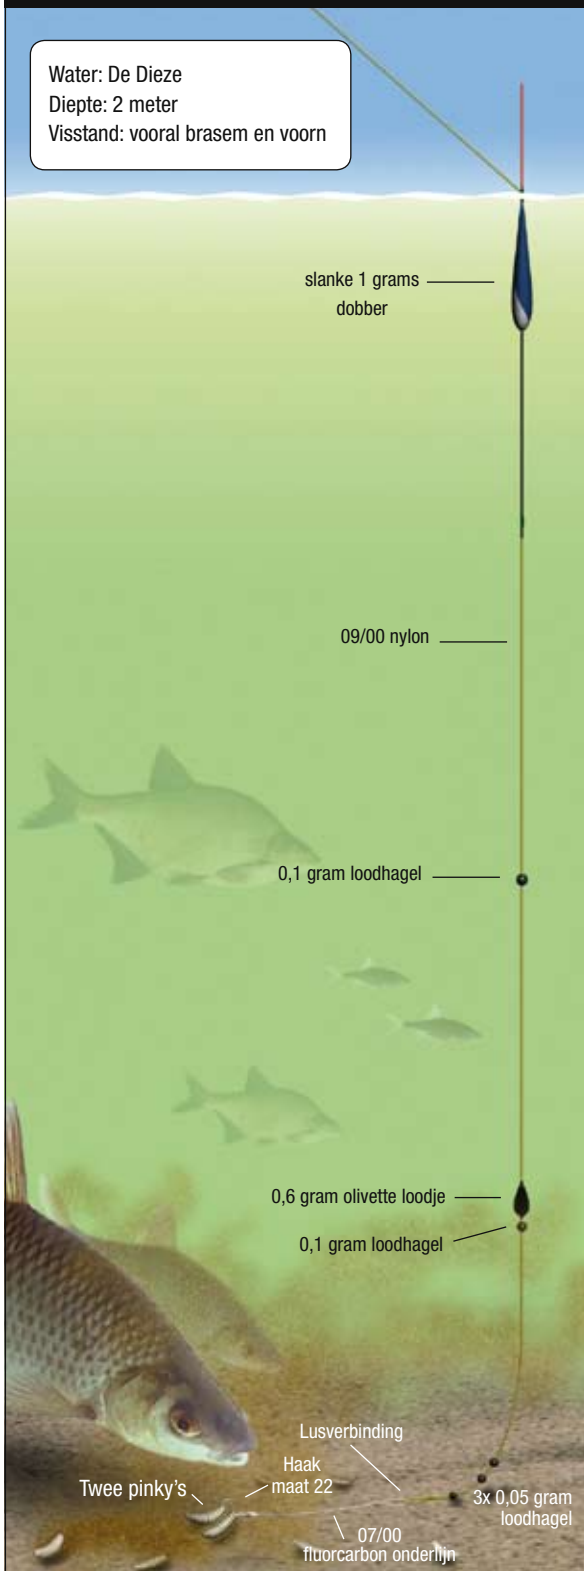 Water: De Dieze
Diepte: 2 meter
Visstand: vooral brasem en voorn
slanke 1 grams
dobber
09/00 nylon
0,1 gram loodhagel
0,6 gram olivette loodje
0,1 gram loodhagel
Lusverbinding
Haak
maat 22
Twee pinky's
3x 0,05 gram
loodhagel
07/00
fluorcarbon onderlijn